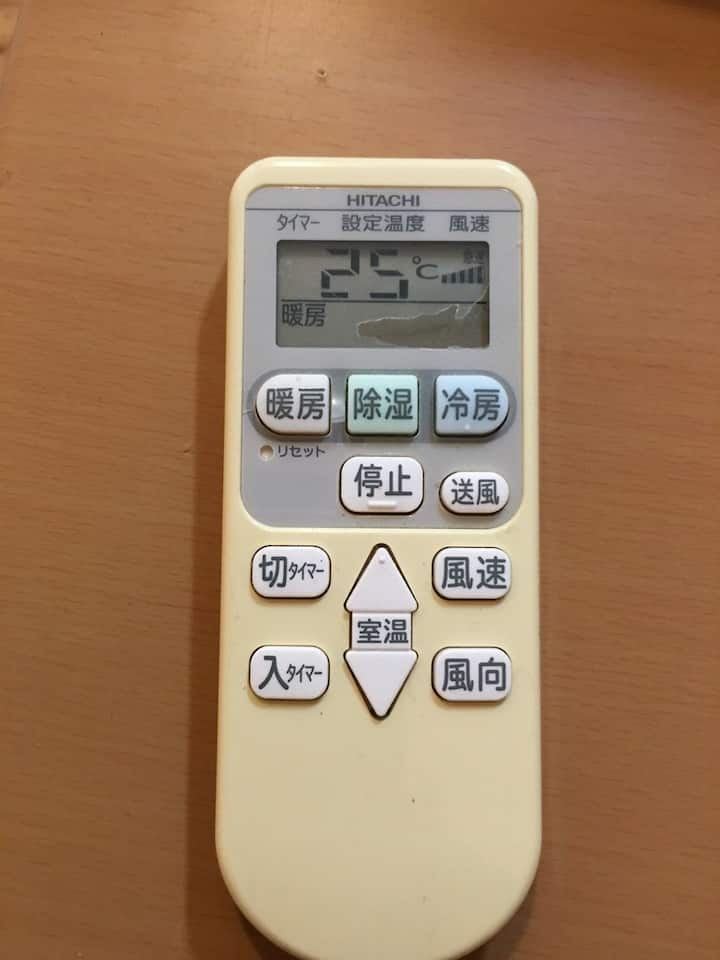 HITACHI
タイマー 設定温度 風速
25℃ 急速
暖房
暖房 除湿 冷房
リセット
停止 送風
切タイマー 風速
室温
入タイマー 風向